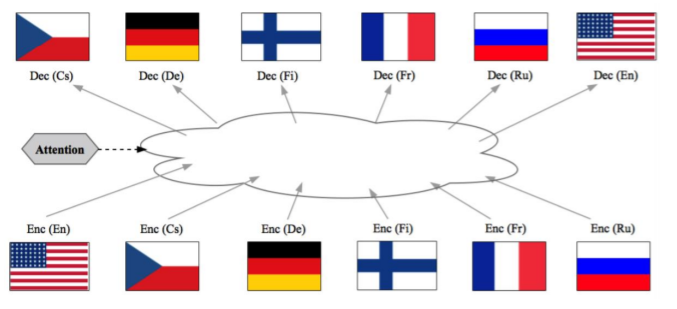 Dec (Cs) Dec (De) Dec (Fi) Dec (Fr) Dec (Ru) Dec (En)
Attention
Enc (En) Enc (Cs) Enc (De) Enc (Fi) Enc (Fr) Enc (Ru)